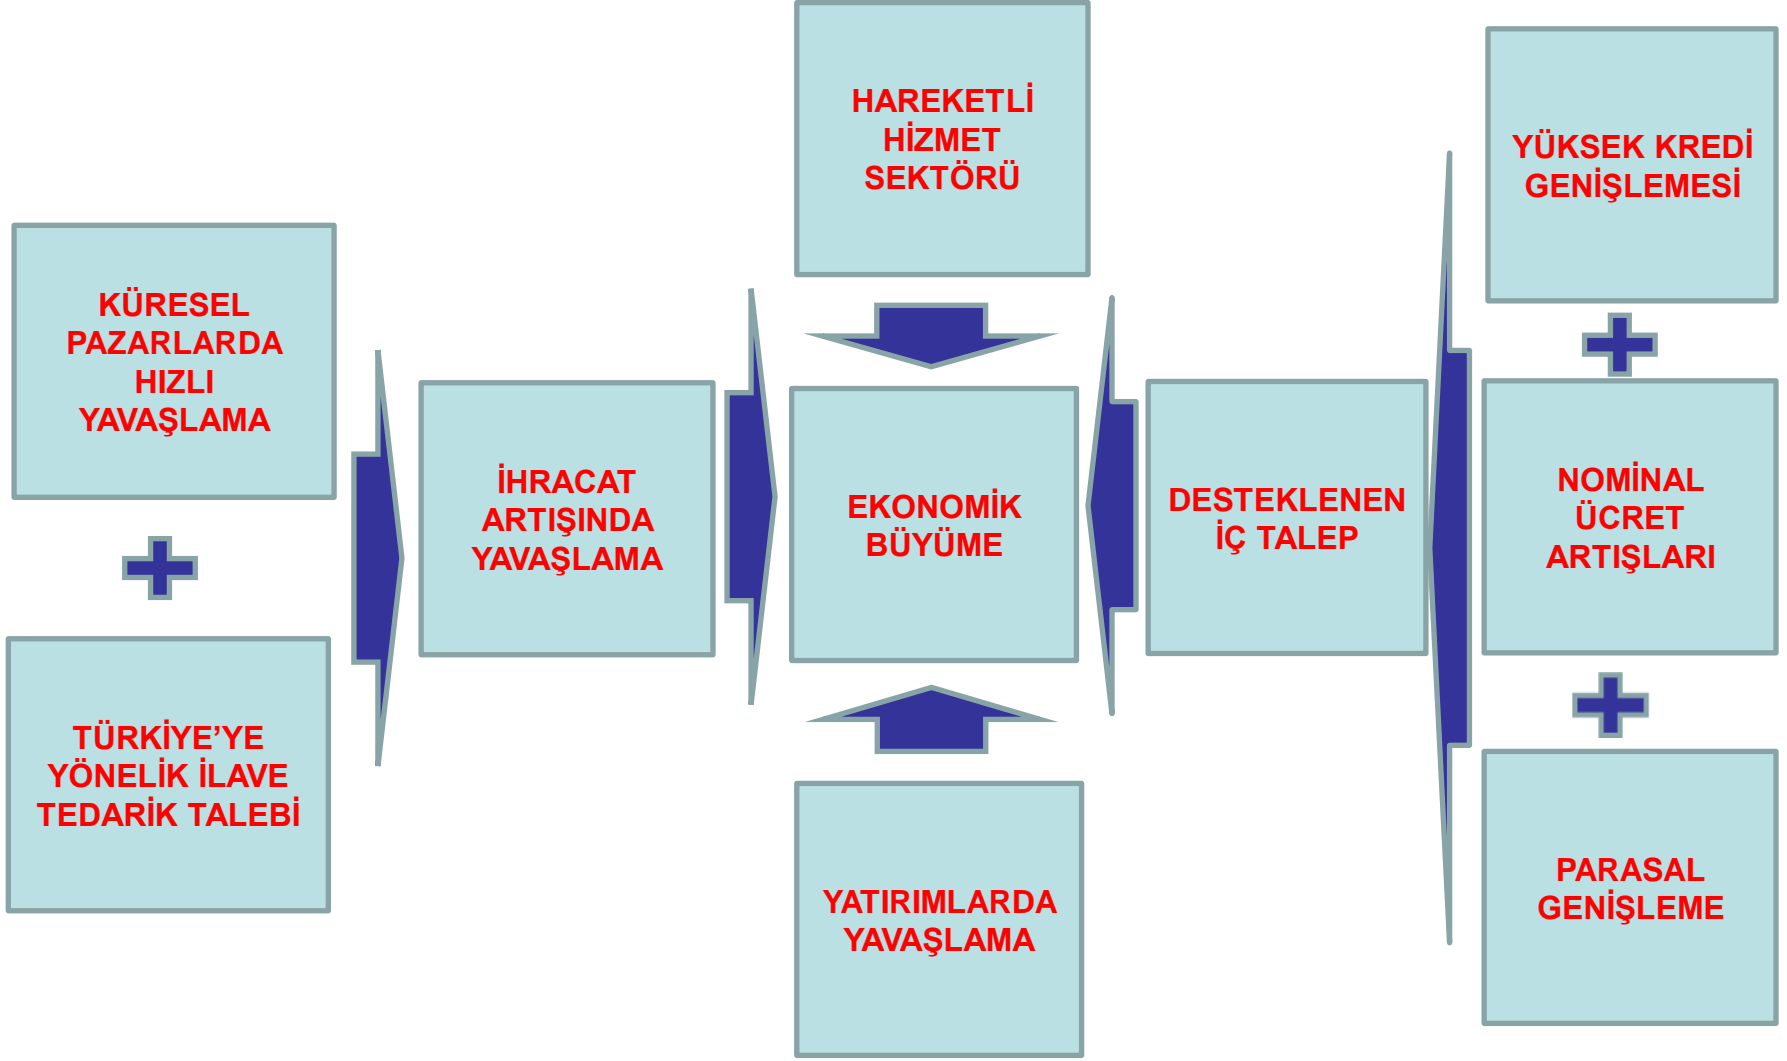 HAREKETLİ
HİZMET
SEKTÖRÜ
YÜKSEK KREDİ
GENİŞLEMESİ
KÜRESEL
PAZARLARDA
HIZLI
YAVAŞLAMA
İHRACAT
ARTIŞINDA
YAVAŞLAMA
EKONOMİK
BÜYÜME
DESTEKLENEN
İÇ TALEP
NOMİNAL
ÜCRET
ARTIŞLARI
TÜRKİYE’YE
YÖNELİK İLAVE
TEDARİK TALEBİ
YATIRIMLARDA
YAVAŞLAMA
PARASAL
GENİŞLEME